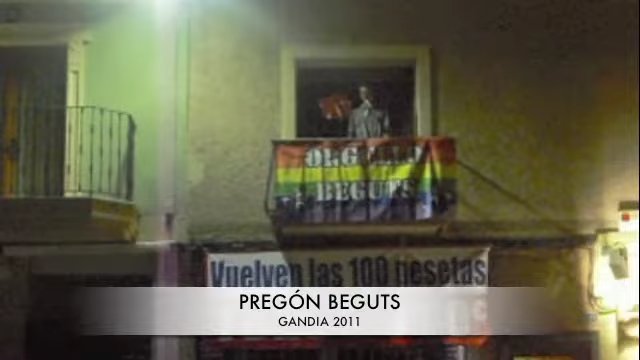 ORGULLO
BEGUTS
Vuelven las 100 pesetas
PREGÓN BEGUTS
GANDIA 2011